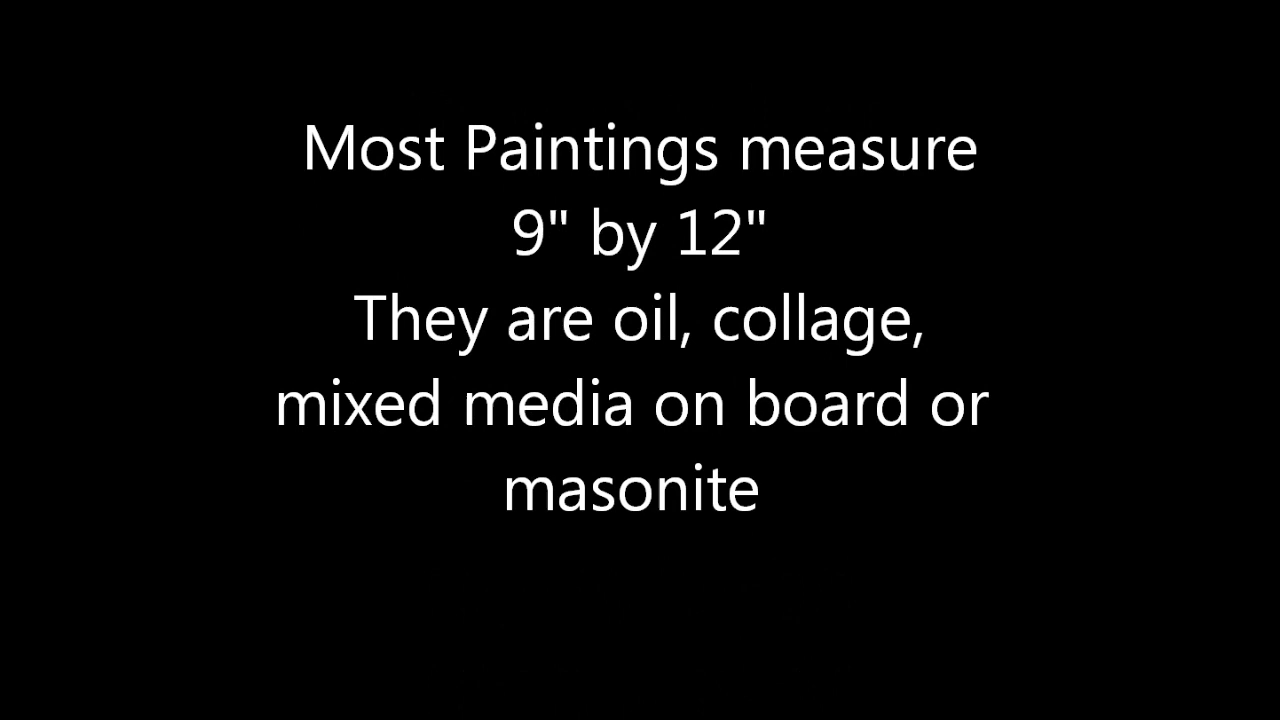 Most Paintings measure
9" by 12"
They are oil, collage,
mixed media on board or
masonite